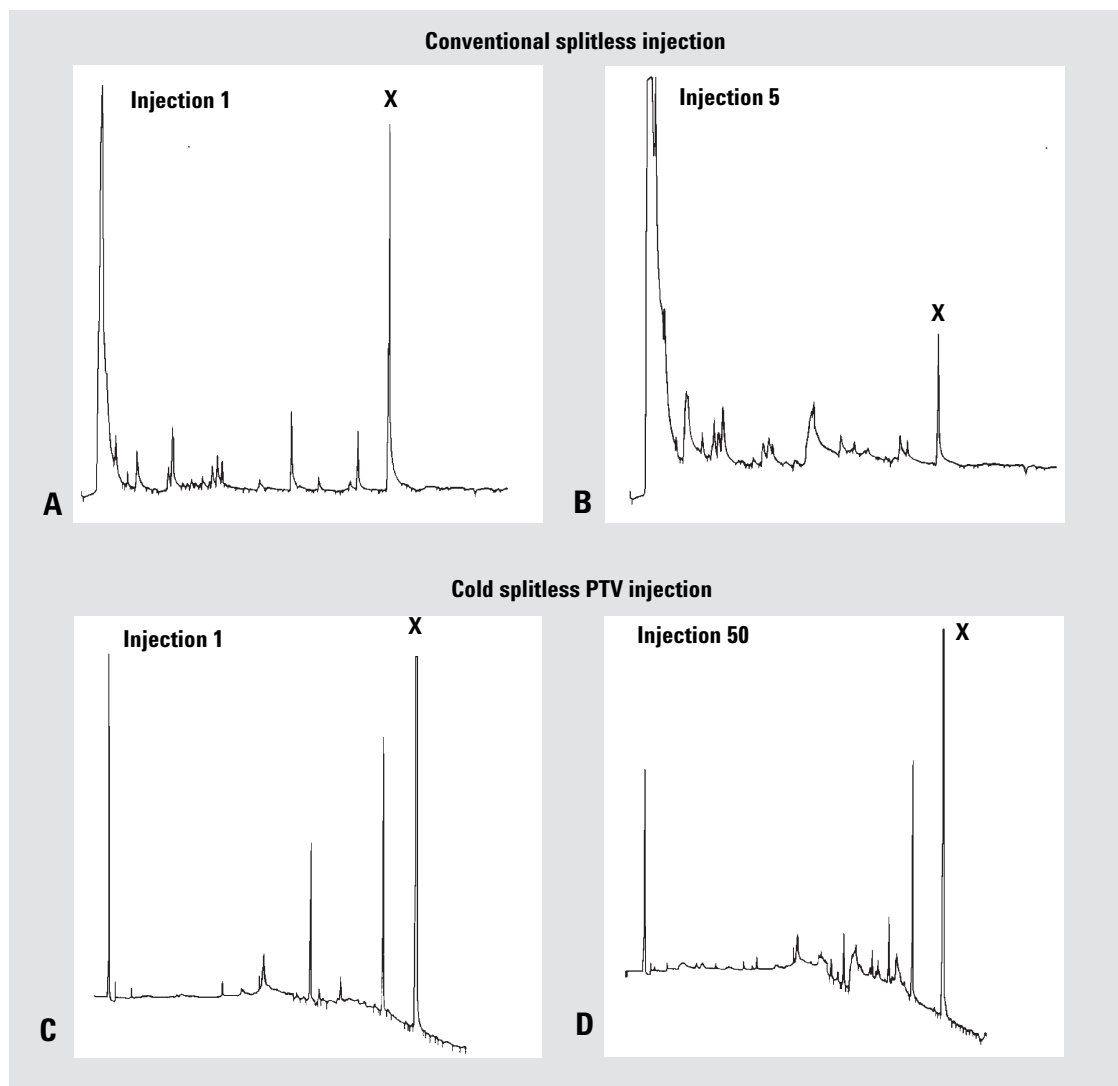 Conventional splitless injection
Injection 1
X
Injection 5
X
A
B
Cold splitless PTV injection
Injection 1
X
Injection 50
X
C
D